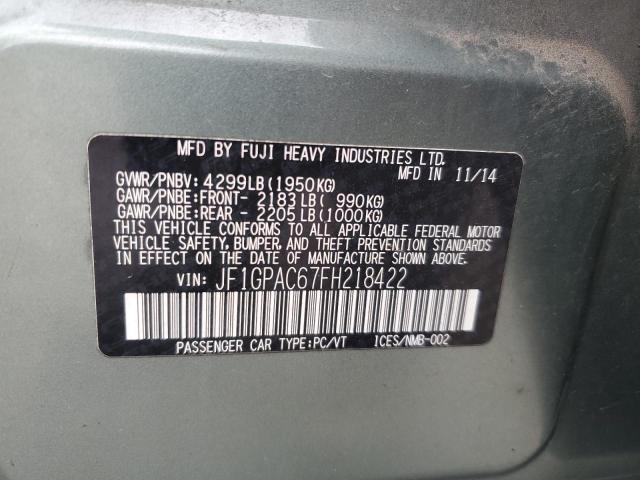 MFD BY FUJI HEAVY INDUSTRIES LTD.
MFD IN 11/14
GVWR/PNBV: 4299LB(1950KG)
GAWR/PNBE:FRONT- 2183LB( 990KG)
GAWR/PNBE:REAR - 2205LB(1000KG)
THIS VEHICLE CONFORMS TO ALL APPLICABLE FEDERAL MOTOR
VEHICLE SAFETY, BUMPER, AND THEFT PREVENTION STANDARDS
IN EFFECT ON THE DATE OF MANUFACTURE SHOWN ABOVE.
VIN: JF1GPAC67FH218422
PASSENGER CAR TYPE:PC/VT ICES/NMB-002